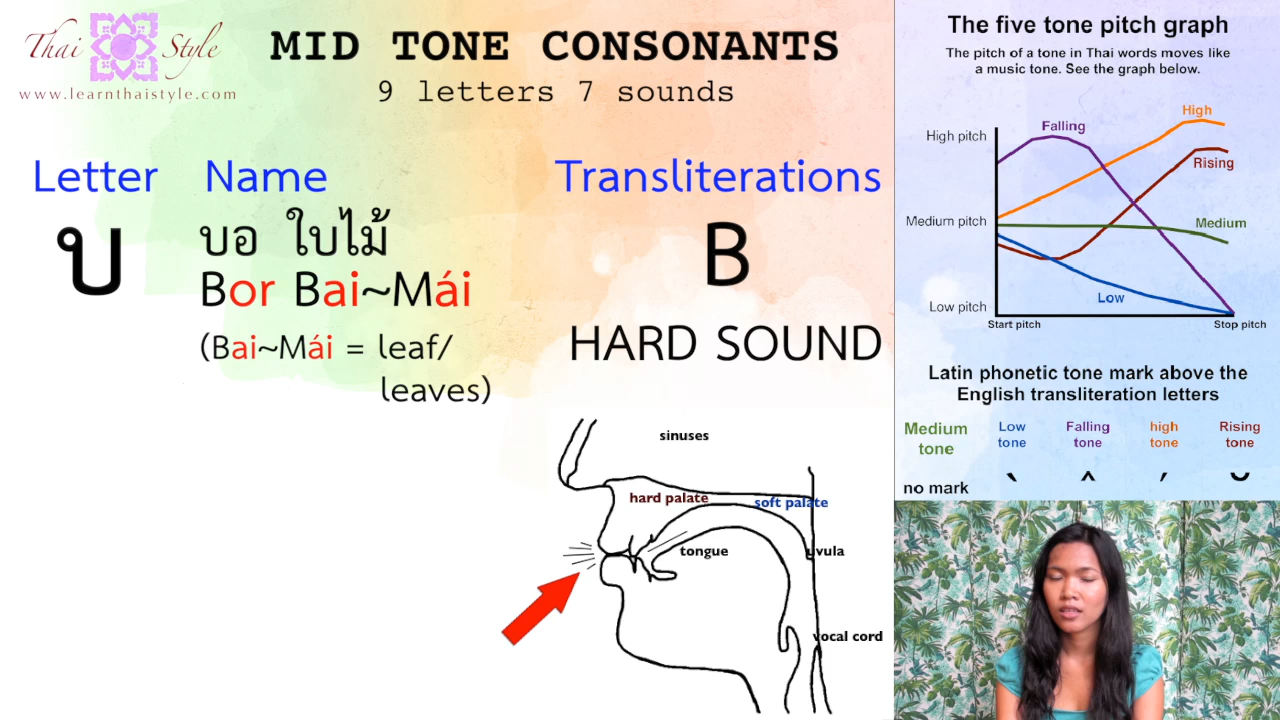 Thai Style
www.learnthaistyle.com
MID TONE CONSONANTS
9 letters 7 sounds
Letter Name Transliterations
บ
บอ ใบไม้
Bor Bai~Mái
(Bai~Mái = leaf/
leaves)
B
HARD SOUND
sinuses
hard palate
soft palate
tongue
uvula
vocal cord
The five tone pitch graph
The pitch of a tone in Thai words moves like
a music tone. See the graph below.
High
Falling
High pitch
Rising
Medium pitch
Medium
Low
Low pitch
Start pitch
Stop pitch
Latin phonetic tone mark above the
English transliteration letters
Medium tone
Low tone
Falling tone
high tone
Rising tone
no mark
ˋ ˆ ˊ ˘